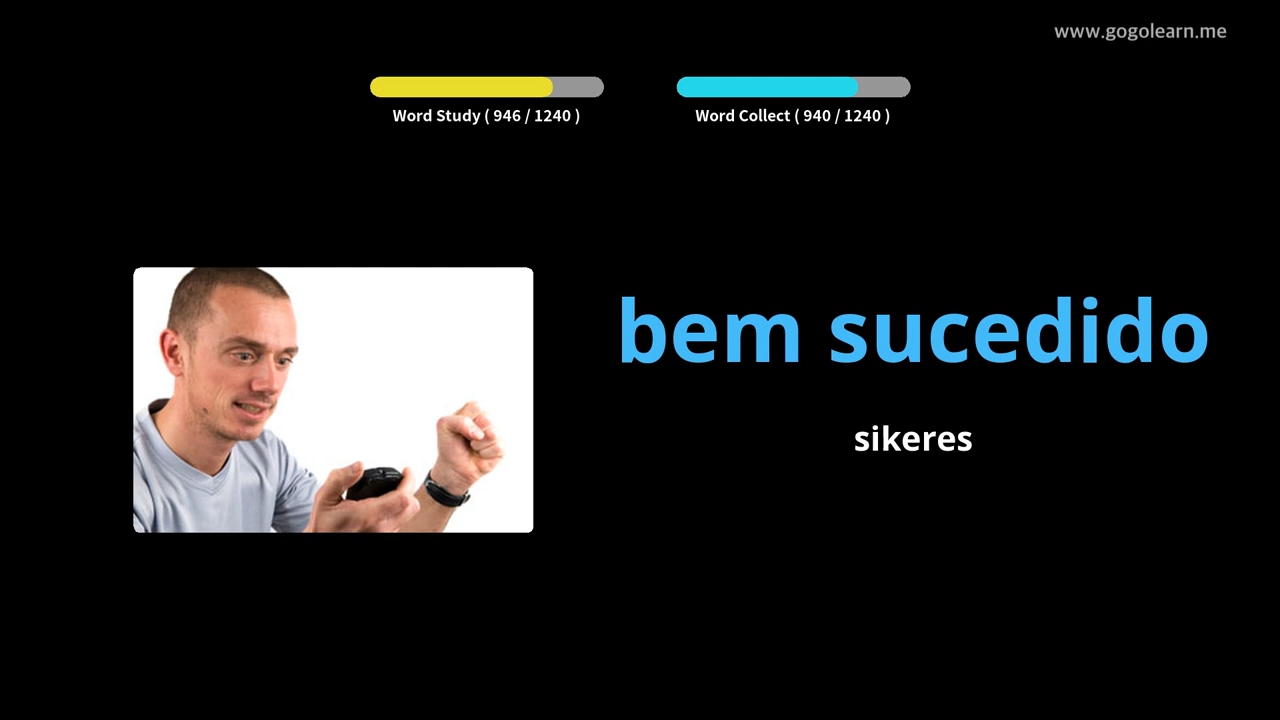 www.gogolearn.me
Word Study ( 946 / 1240 )
Word Collect ( 940 / 1240 )
bem sucedido
sikeres